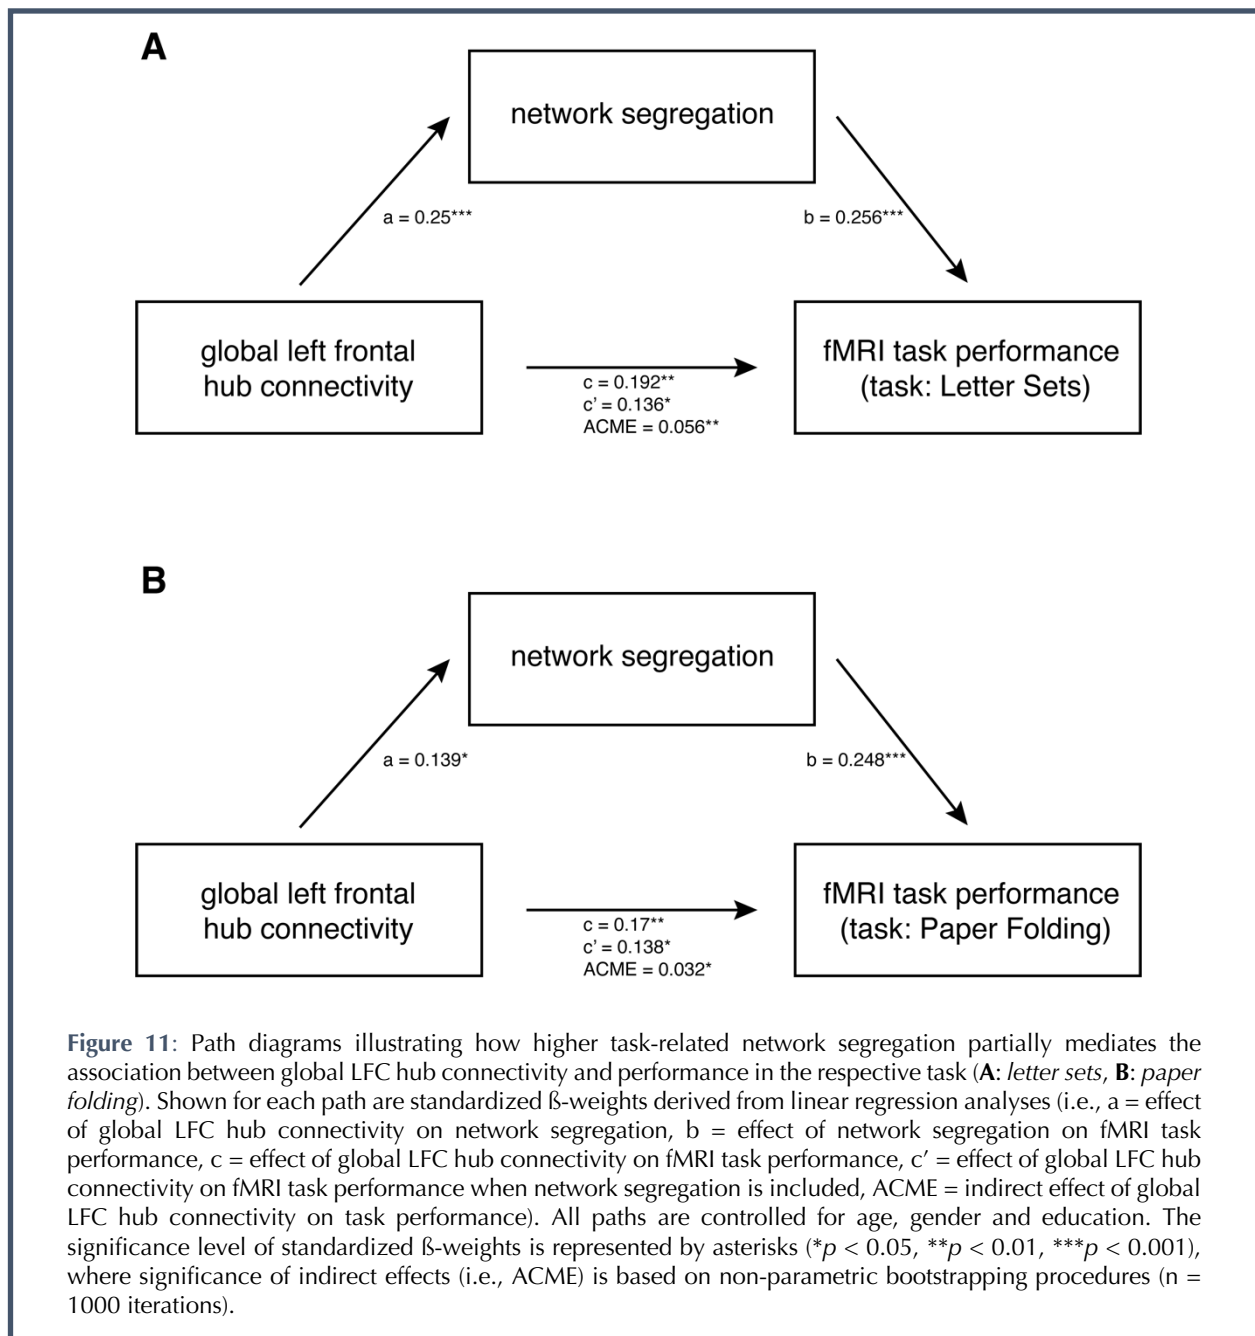 A
network segregation
a = 0.25***
b = 0.256***
global left frontal
hub connectivity
c = 0.192**
c' = 0.136*
ACME = 0.056**
fMRI task performance
(task: Letter Sets)
B
network segregation
a = 0.139*
b = 0.248***
global left frontal
hub connectivity
c = 0.17**
c' = 0.138*
ACME = 0.032*
fMRI task performance
(task: Paper Folding)
Figure 11: Path diagrams illustrating how higher task-related network segregation partially mediates the
association between global LFC hub connectivity and performance in the respective task (A: letter sets, B: paper
folding). Shown for each path are standardized ß-weights derived from linear regression analyses (i.e., a = effect
of global LFC hub connectivity on network segregation, b = effect of network segregation on fMRI task
performance, c = effect of global LFC hub connectivity on fMRI task performance, c′ = effect of global LFC hub
connectivity on fMRI task performance when network segregation is included, ACME = indirect effect of global
LFC hub connectivity on task performance). All paths are controlled for age, gender and education. The
significance level of standardized ß-weights is represented by asterisks (*p < 0.05, **p < 0.01, ***p < 0.001),
where significance of indirect effects (i.e., ACME) is based on non-parametric bootstrapping procedures (n =
1000 iterations).